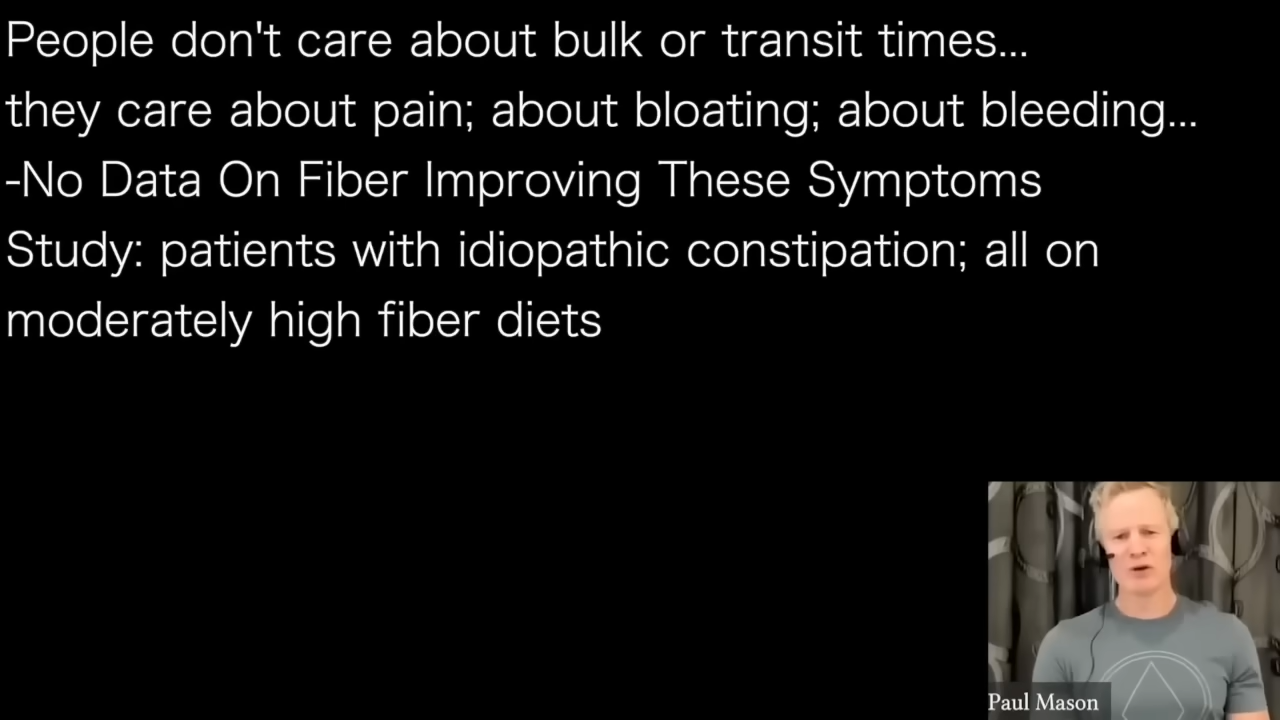 People don't care about bulk or transit times...
they care about pain; about bloating; about bleeding...
-No Data On Fiber Improving These Symptoms
Study: patients with idiopathic constipation; all on
moderately high fiber diets
Paul Mason